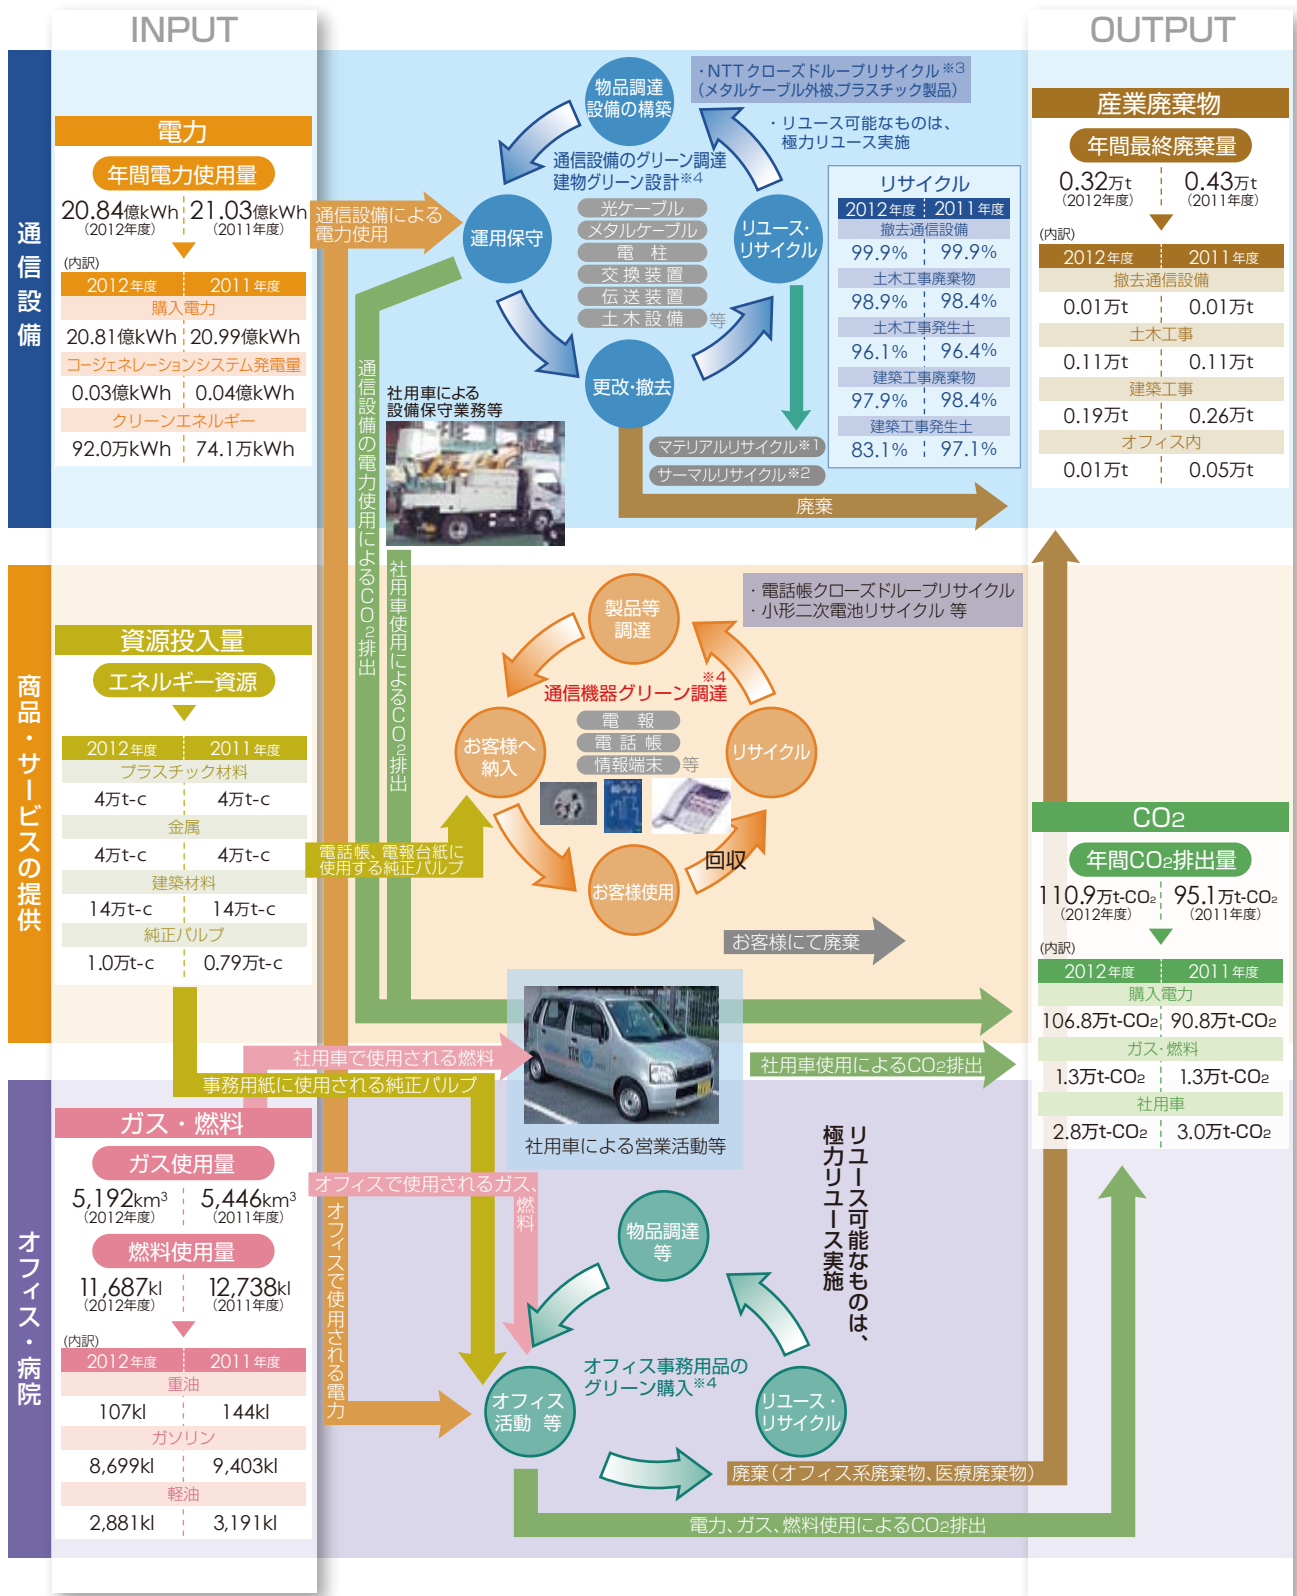 INPUT
OUTPUT
通信設備
電力
年間電力使用量
20.84億kWh 21.03億kWh
(2012年度) (2011年度)
(内訳)
2012年度 2011年度
購入電力
20.81億kWh 20.99億kWh
コージェネレーションシステム発電量
0.03億kWh 0.04億kWh
クリーンエネルギー
92.0万kWh 74.1万kWh
通信設備による
電力使用
物品調達
設備の構築
・NTTクローズドループリサイクル※3
(メタルケーブル外被、プラスチック製品)
・リユース可能なものは、
極力リユース実施
通信設備のグリーン調達
建物グリーン設計※4
運用保守
光ケーブル
メタルケーブル
電柱
交換装置
伝送装置
土木設備 等
リユース・
リサイクル
更改・撤去
社用車による
設備保守業務等
マテリアルリサイクル※1
サーマルリサイクル※2
廃棄
リサイクル
2012年度 2011年度
撤去通信設備
99.9% 99.9%
土木工事廃棄物
98.9% 98.4%
土木工事発生土
96.1% 96.4%
建築工事廃棄物
97.9% 98.4%
建築工事発生土
83.1% 97.1%
産業廃棄物
年間最終廃棄量
0.32万t 0.43万t
(2012年度) (2011年度)
(内訳)
2012年度 2011年度
撤去通信設備
0.01万t 0.01万t
土木工事
0.11万t 0.11万t
建築工事
0.19万t 0.26万t
オフィス内
0.01万t 0.05万t
通信設備の電力使用によるCO2排出
社用車使用によるCO2排出
商品・サービスの提供
資源投入量
エネルギー資源
2012年度 2011年度
プラスチック材料
4万t-c 4万t-c
金属
4万t-c 4万t-c
建築材料
14万t-c 14万t-c
純正パルプ
1.0万t-c 0.79万t-c
電話帳、電報台紙に
使用する純正パルプ
製品等
調達
・電話帳クローズドループリサイクル
・小形二次電池リサイクル 等
通信機器グリーン調達※4
お客様へ
納入
電報
電話帳
情報端末 等
リサイクル
回収
お客様使用
お客様にて廃棄
CO2
年間CO2排出量
110.9万t-CO2 95.1万t-CO2
(2012年度) (2011年度)
(内訳)
2012年度 2011年度
購入電力
106.8万t-CO2 90.8万t-CO2
ガス・燃料
1.3万t-CO2 1.3万t-CO2
社用車
2.8万t-CO2 3.0万t-CO2
社用車で使用される燃料
事務用紙に使用される純正パルプ
社用車による営業活動等
社用車使用によるCO2排出
オフィス・病院
ガス・燃料
ガス使用量
5,192km3 5,446km3
(2012年度) (2011年度)
燃料使用量
11,687kl 12,738kl
(2012年度) (2011年度)
(内訳)
2012年度 2011年度
重油
107kl 144kl
ガソリン
8,699kl 9,403kl
軽油
2,881kl 3,191kl
オフィスで使用されるガス、
燃料
オフィスで使用される電力
物品調達
等
リユース可能なものは、
極力リユース実施
オフィス事務用品の
グリーン購入※4
オフィス
活動 等
リユース・
リサイクル
廃棄(オフィス系廃棄物、医療廃棄物)
電力、ガス、燃料使用によるCO2排出